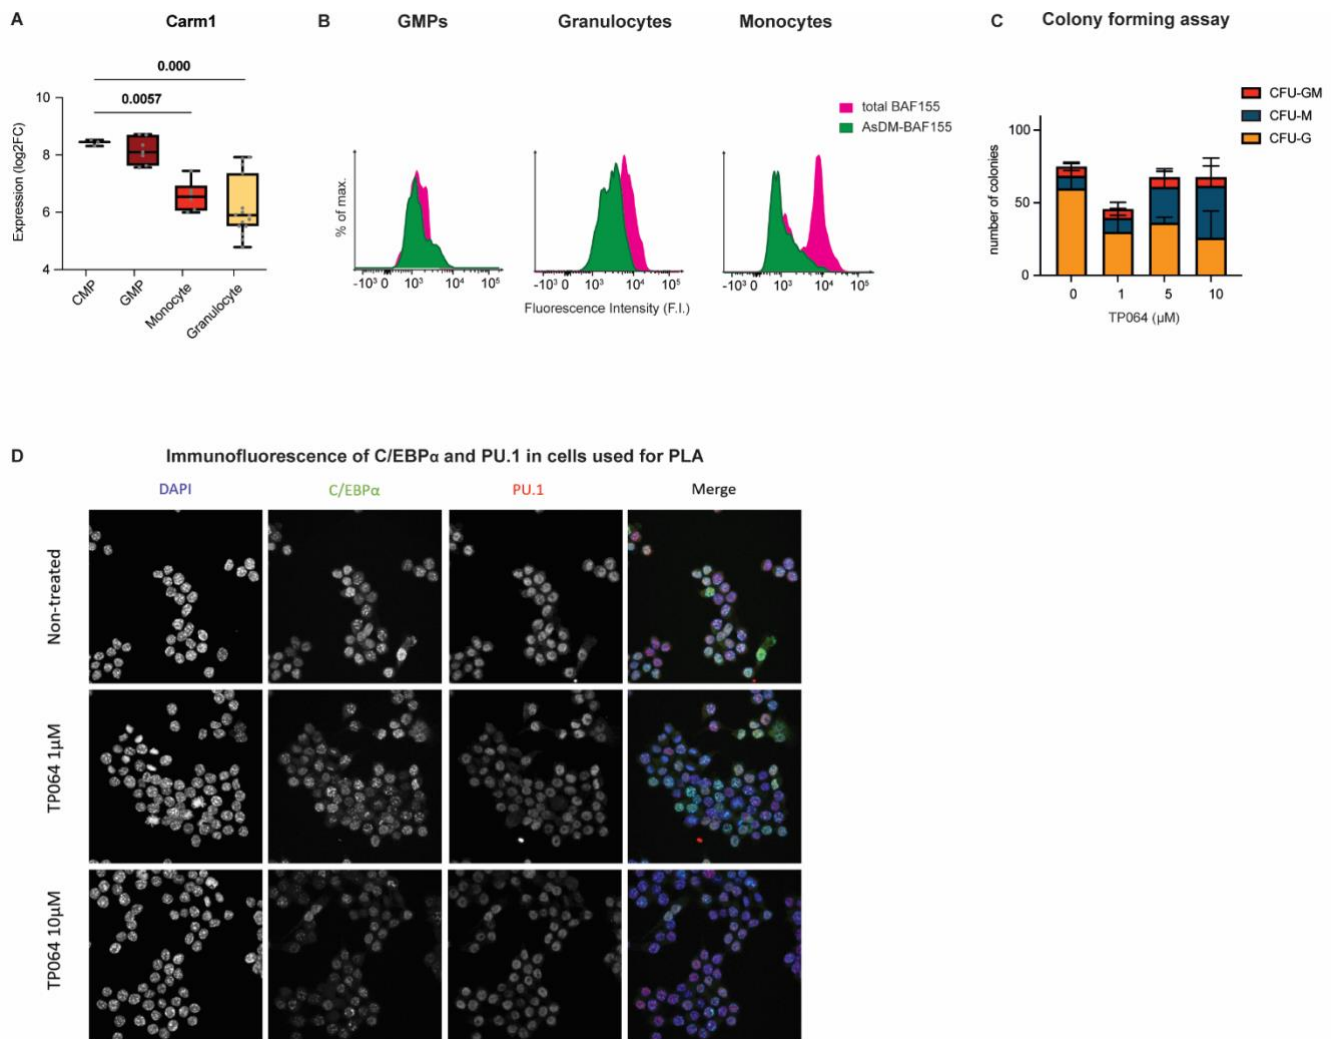 A
Carm1
0.000
0.0057
10
8
6
4
Expression (log2FC)
CMP
GMP
Monocyte
Granulocyte
B
GMPs
Granulocytes
Monocytes
total BAF155
AsDM-BAF155
% of max.
-10³ 0 10³ 10⁴ 10⁵
-10³ 0 10³ 10⁴ 10⁵
-10³ 0 10³ 10⁴ 10⁵
Fluorescence Intensity (F.I.)
C
Colony forming assay
CFU-GM
CFU-M
CFU-G
100
50
0
number of colonies
0 1 5 10
TP064 (µM)
D
Immunofluorescence of C/EBPα and PU.1 in cells used for PLA
DAPI C/EBPα PU.1 Merge
Non-treated
TP064 1µM
TP064 10µM